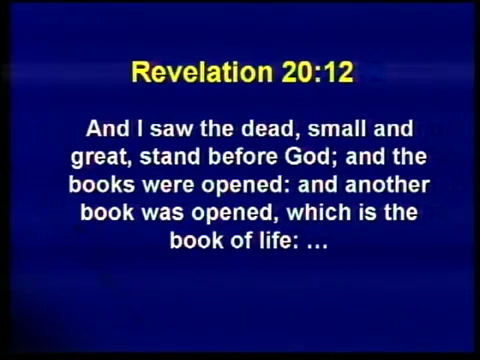 Revelation 20:12
And I saw the dead, small and
great, stand before God; and the
books were opened: and another
book was opened, which is the
book of life: …